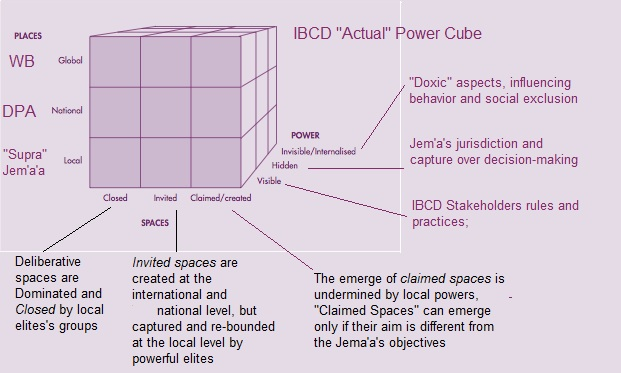 IBCD "Actual" Power Cube
PLACES
WB
Global
DPA
National
"Supra"
Jem'a'a
Local
"Doxic" aspects, influencing
behavior and social exclusion
POWER
Invisible/Internalised
Jem'a's jurisdiction and
capture over decision-making
Hidden
Visible
IBCD Stakeholders rules and
practices;
Closed
Invited
Claimed/created
SPACES
Deliberative
spaces are
Dominated and
Closed by local
elites's groups
Invited spaces are
created at the
international and
national level, but
captured and re-bounded
at the local level by
powerful elites
The emerge of claimed spaces is
undermined by local powers, -
"Claimed Spaces" can emerge
only if their aim is different from
the Jema'a's objectives